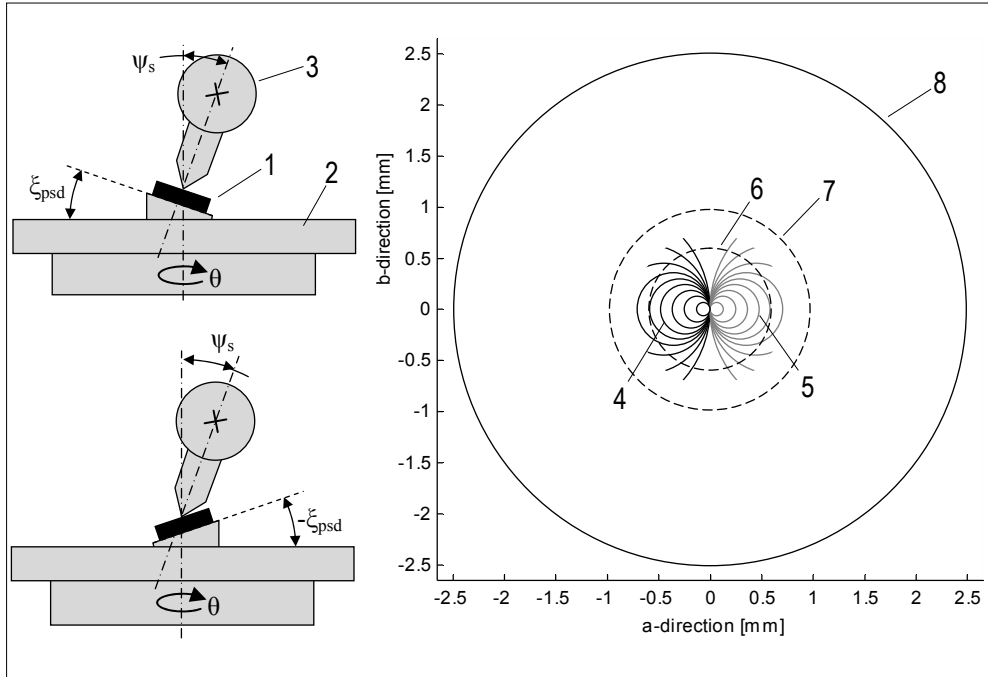 ψs
3
1
2
ξpsd
θ
ψs
-ξpsd
θ
2.5
2
1.5
1
0.5
0
-0.5
-1
-1.5
-2
-2.5
b-direction [mm]
8
6
7
4
5
-2.5 -2 -1.5 -1 -0.5 0 0.5 1 1.5 2 2.5
a-direction [mm]